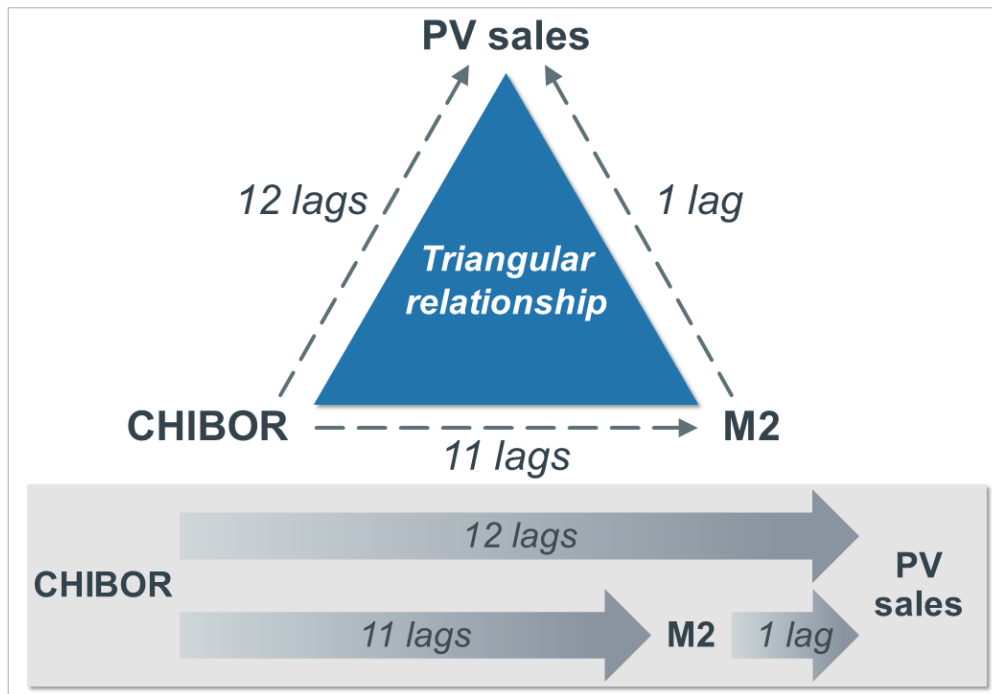 PV sales
12 lags
1 lag
Triangular
relationship
CHIBOR
M2
11 lags
12 lags
CHIBOR
PV
sales
11 lags
M2
1 lag